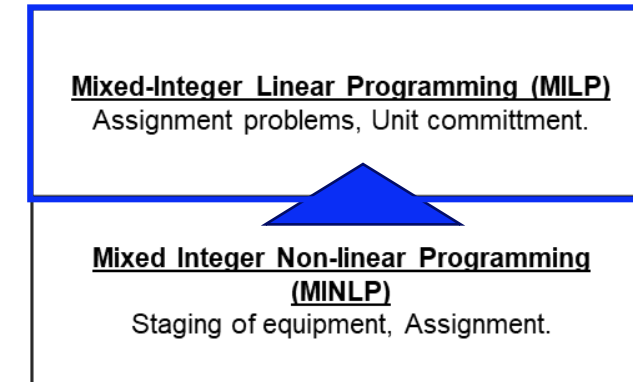 Mixed-Integer Linear Programming (MILP)
Assignment problems, Unit committment.
Mixed Integer Non-linear Programming
(MINLP)
Staging of equipment, Assignment.